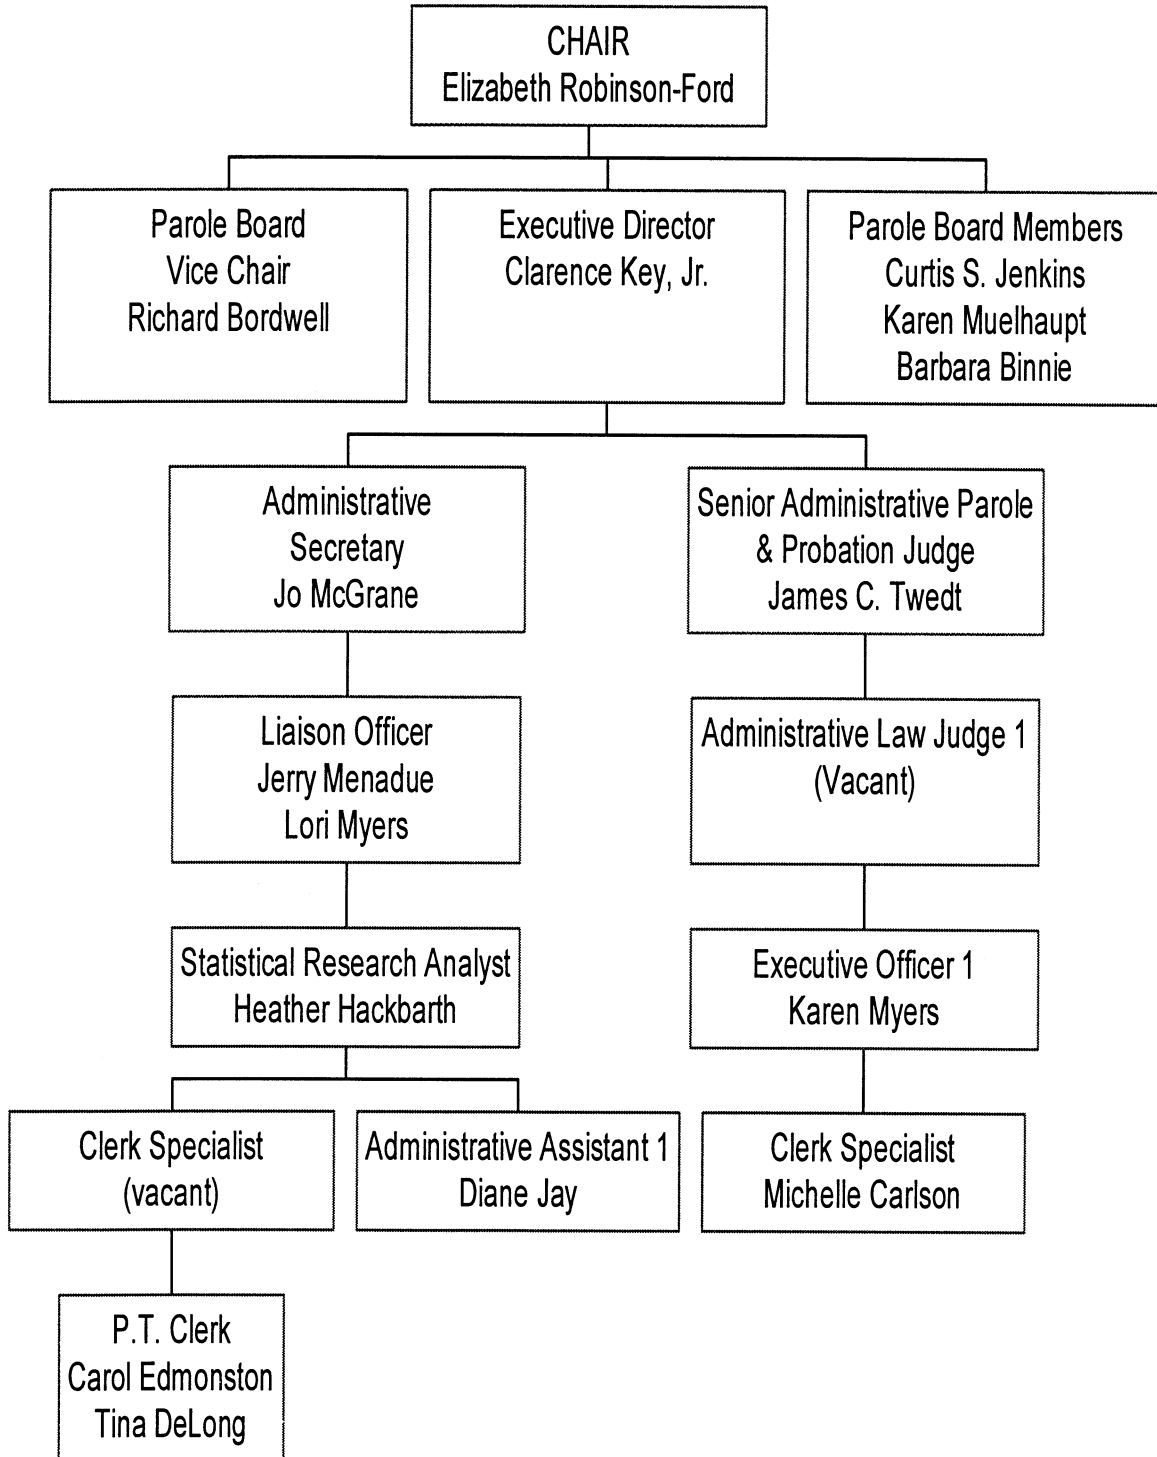 CHAIR
Elizabeth Robinson-Ford
Parole Board
Vice Chair
Richard Bordwell
Executive Director
Clarence Key, Jr.
Parole Board Members
Curtis S. Jenkins
Karen Muelhaupt
Barbara Binnie
Administrative
Secretary
Jo McGrane
Senior Administrative Parole
& Probation Judge
James C. Twedt
Liaison Officer
Jerry Menadue
Lori Myers
Administrative Law Judge 1
(Vacant)
Statistical Research Analyst
Heather Hackbarth
Executive Officer 1
Karen Myers
Clerk Specialist
(vacant)
Administrative Assistant 1
Diane Jay
Clerk Specialist
Michelle Carlson
P.T. Clerk
Carol Edmonston
Tina DeLong